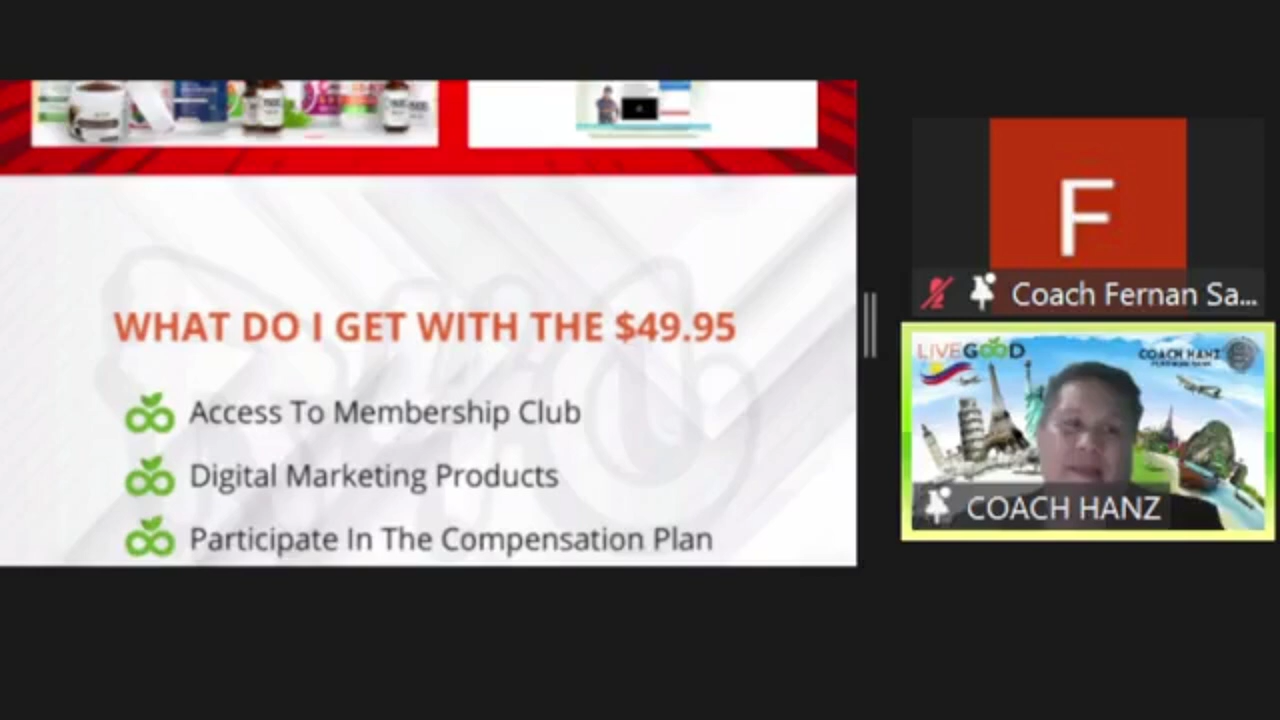 WHAT DO I GET WITH THE $49.95
Access To Membership Club
Digital Marketing Products
Participate In The Compensation Plan
F
Coach Fernan Sa...
LIVEGOOD
COACH HANZ
COACH HANZ